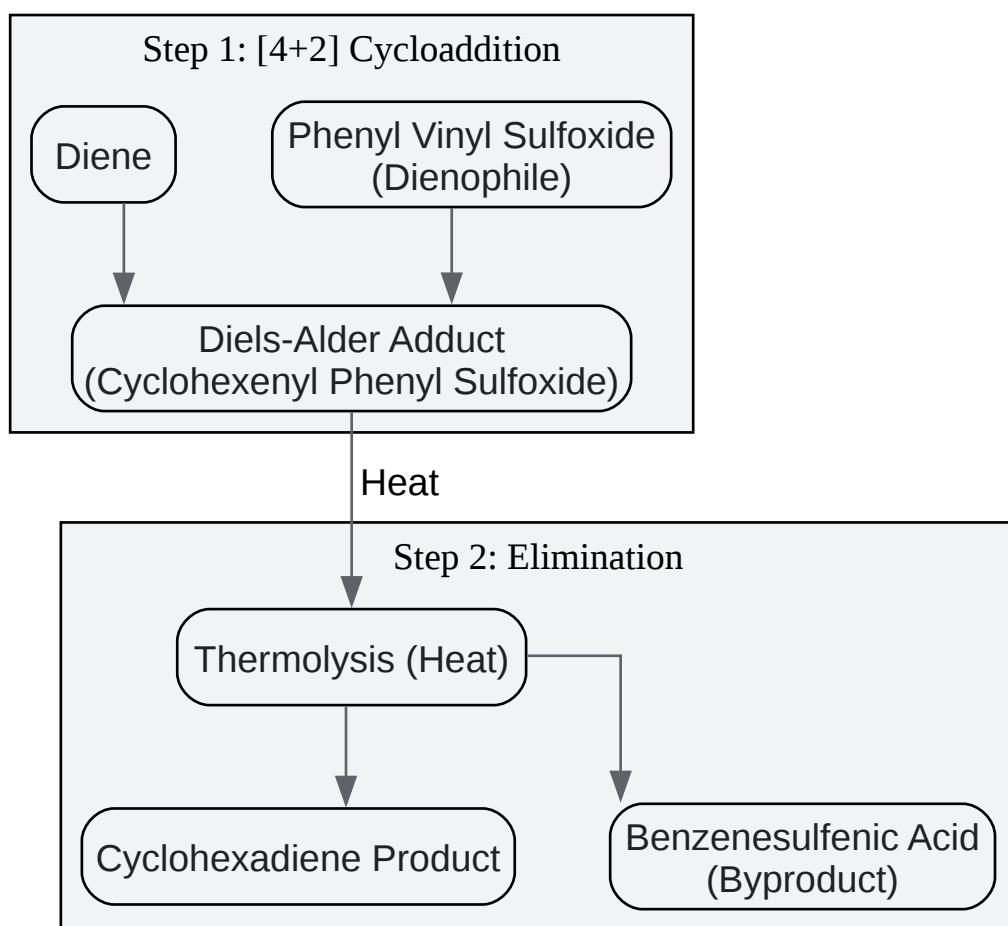 Step 1: [4+2] Cycloaddition
Diene
Phenyl Vinyl Sulfoxide
(Dienophile)
Diels-Alder Adduct
(Cyclohexenyl Phenyl Sulfoxide)
Heat
Step 2: Elimination
Thermolysis (Heat)
Cyclohexadiene Product
Benzenesulfenic Acid
(Byproduct)